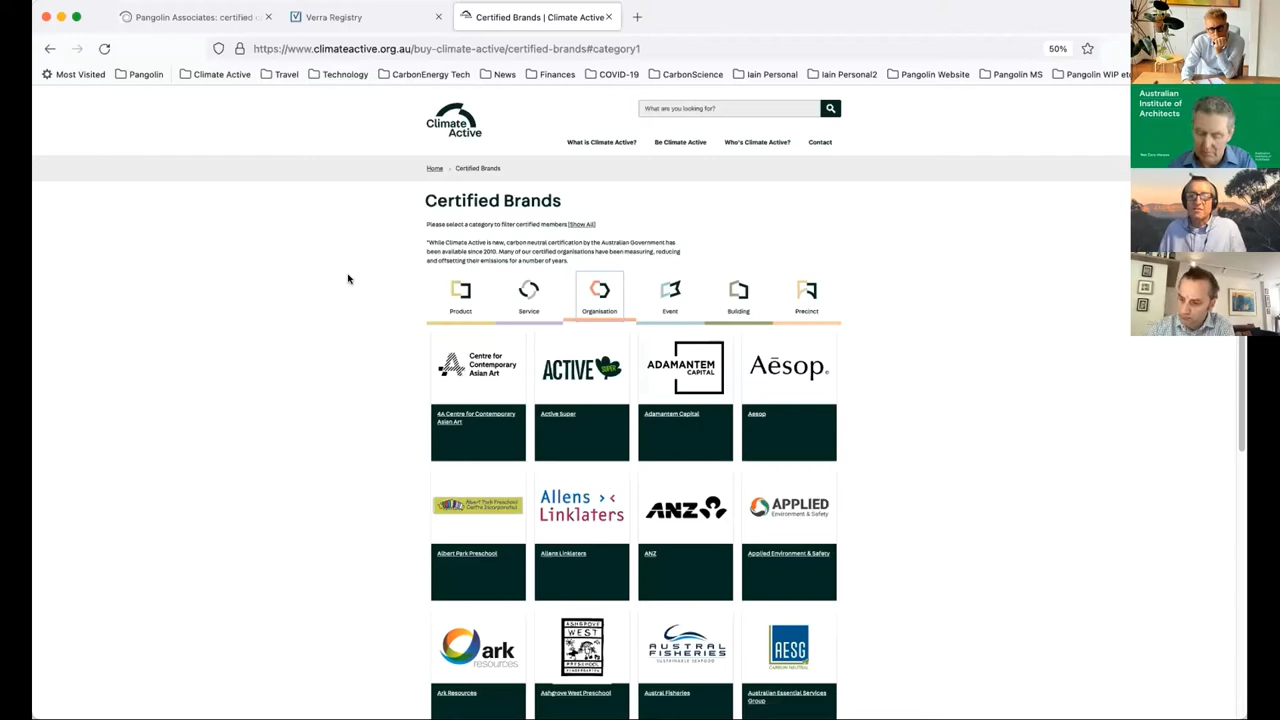 Pangolin Associates: certified c
Verra Registry
Certified Brands | Climate Active
https://www.climateactive.org.au/buy-climate-active/certified-brands#category1
50%
Most Visited
Pangolin
Climate Active
Travel
Technology
CarbonEnergy Tech
News
Finances
COVID-19
CarbonScience
Iain Personal
Iain Personal2
Pangolin Website
Pangolin MS
Pangolin WIP etc
Australian
Institute of
Architects
Climate
Active
What are you looking for?
What is Climate Active?
Be Climate Active
Who's Climate Active?
Contact
Home › Certified Brands
Certified Brands
Please select a category to filter certified members [Show All]
"While Climate Active is new, carbon neutral certification by the Australian Government has
been available since 2010. Many of our certified organisations have been measuring, reducing
and offsetting their emissions for a number of years.
Product
Service
Organisation
Event
Building
Precinct
Centre for
Contemporary
Asian Art
ACTIVE SUPER
ADAMANTEM
CAPITAL
Aēsop®
4A Centre for Contemporary
Asian Art
Active Super
Adamantem Capital
Aesop
Albert Park Preschool
Centre Incorporated
Allens > <
Linklaters
ANZ
APPLIED
Environment & Safety
Albert Park Preschool
Allens Linklaters
ANZ
Applied Environment & Safety
ark
resources
ASHGROVE
WEST
PRESCHOOL
KINDERGARTEN
AUSTRAL
FISHERIES
SUSTAINABLE SEAFOOD
AESG
CARBON NEUTRAL
Ark Resources
Ashgrove West Preschool
Austral Fisheries
Australian Essential Services
Group